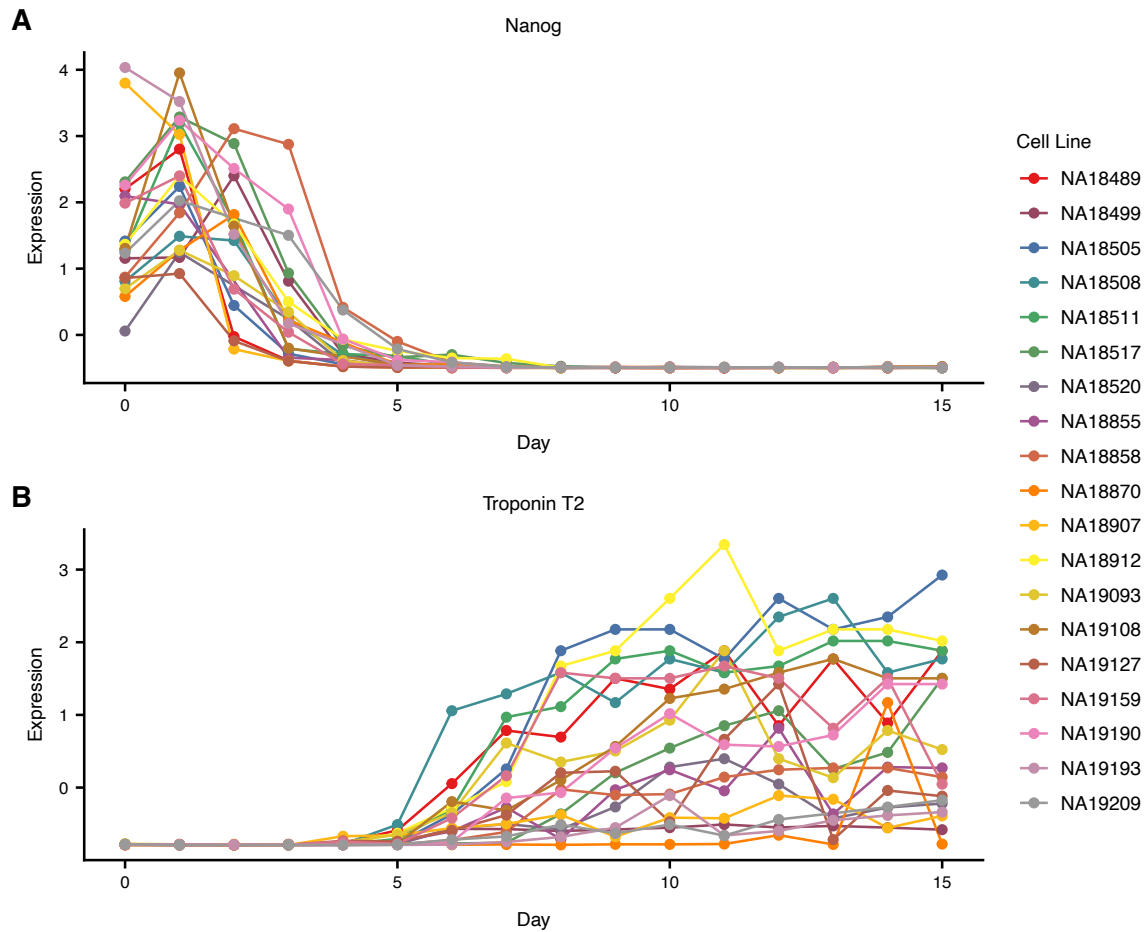 A
Nanog
4
3
2
1
0
Expression
0
5
10
15
Day
B
Troponin T2
3
2
1
0
Expression
0
5
10
15
Day
Cell Line
NA18489
NA18499
NA18505
NA18508
NA18511
NA18517
NA18520
NA18855
NA18858
NA18870
NA18907
NA18912
NA19093
NA19108
NA19127
NA19159
NA19190
NA19193
NA19209